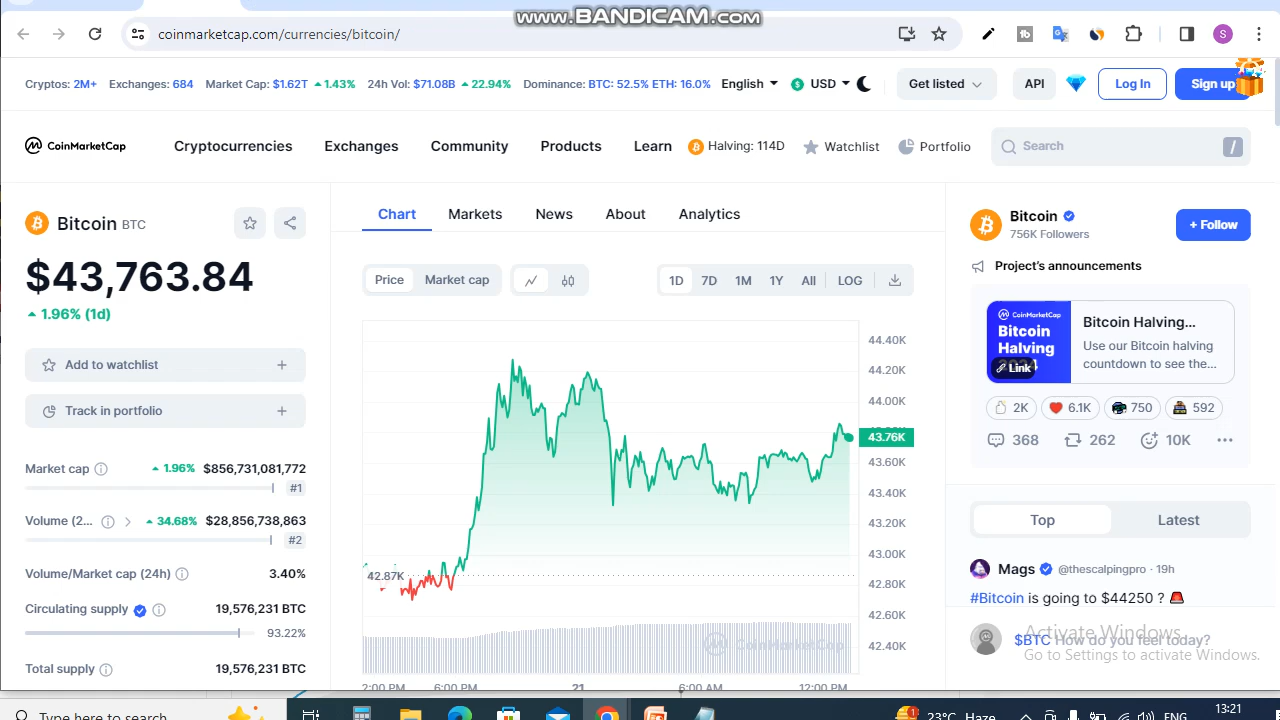 www.BANDICAM.com
coinmarketcap.com/currencies/bitcoin/
S
Cryptos: 2M+ Exchanges: 684 Market Cap: $1.62T 1.43% 24h Vol: $71.08B 22.94% Dominance: BTC: 52.5% ETH: 16.0% English USD Get listed API Log In Sign up
CoinMarketCap Cryptocurrencies Exchanges Community Products Learn Halving: 114D Watchlist Portfolio Search /
Bitcoin BTC
$43,763.84
1.96% (1d)
Add to watchlist +
Track in portfolio +
Market cap 1.96% $856,731,081,772
#1
Volume (2... 34.68% $28,856,738,863
#2
Volume/Market cap (24h) 3.40%
Circulating supply 19,576,231 BTC
93.22%
Total supply 19,576,231 BTC
Chart Markets News About Analytics
Price Market cap 1D 7D 1M 1Y All LOG
44.40K
44.20K
44.00K
43.76K
43.60K
43.40K
43.20K
43.00K
42.87K
42.80K
42.60K
42.40K
CoinMarketCap
2:00 PM 6:00 PM 21 6:00 AM 12:00 PM
Bitcoin
756K Followers
+ Follow
Project's announcements
CoinMarketCap
Bitcoin
Halving
Link
Bitcoin Halving...
Use our Bitcoin halving
countdown to see the...
2K 6.1K 750 592
368 262 10K
Top Latest
Mags @thescalpingpro · 19h
#Bitcoin is going to $44250 ?
$BTC How do you feel today?
Activate Windows
Go to Settings to activate Windows.
Type here to search
1
23°C Haze ENG 13:21